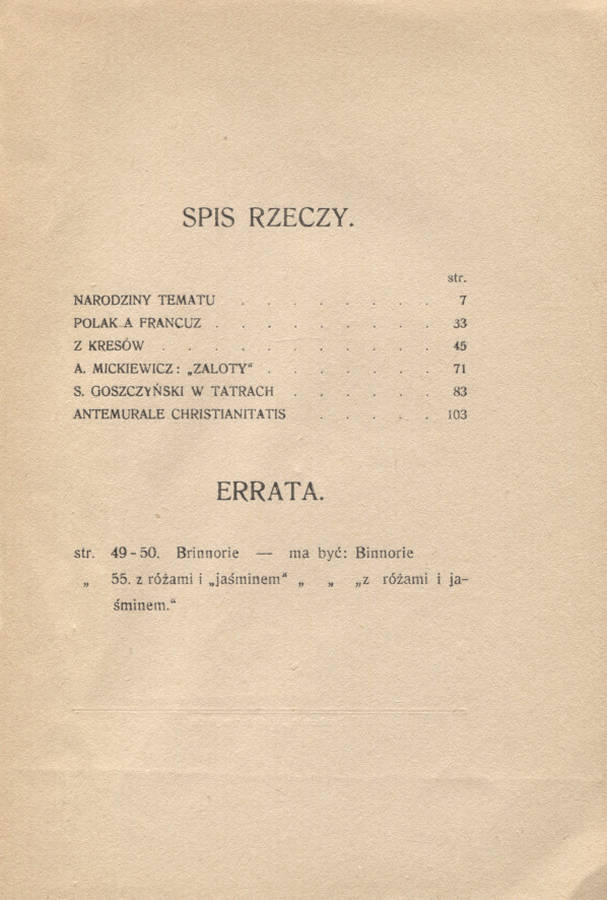 SPIS RZECZY.
str.
NARODZINY TEMATU . . . . . . . . 7
POLAK A FRANCUZ . . . . . . . . . 33
Z KRESÓW . . . . . . . . . . . 45
A. MICKIEWICZ: „ZALOTY“ . . . . . . . 71
S. GOSZCZYŃSKI W TATRACH . . . . . . 83
ANTEMURALE CHRISTIANITATIS . . . . . 103
ERRATA.
str. 49-50. Brinnorie — ma być: Binnorie
„ 55. z różami i „jaśminem“ „ „ „z różami i ja-
śminem.“